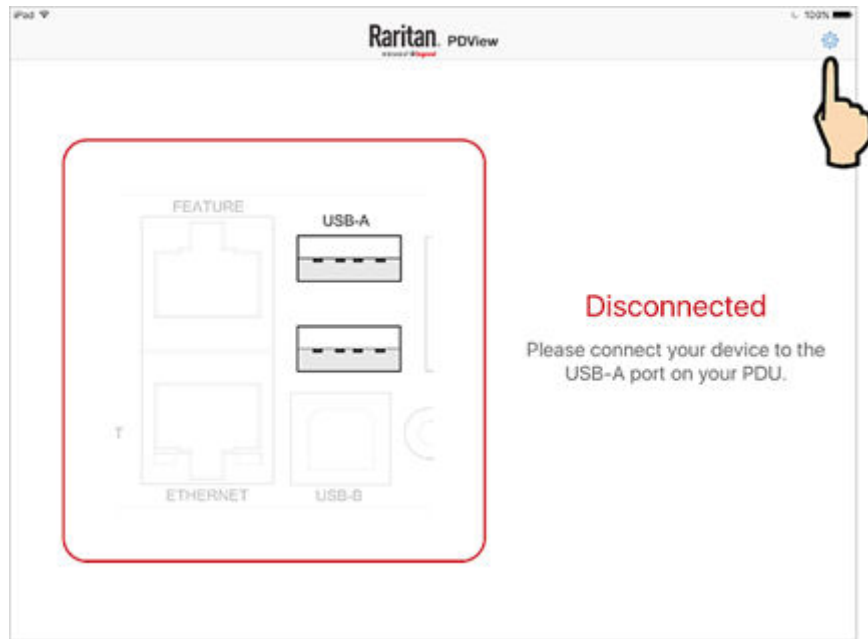 iPad
100%
Raritan. PDView
FEATURE
USB-A
Disconnected
Please connect your device to the
USB-A port on your PDU.
T
ETHERNET
USB-B